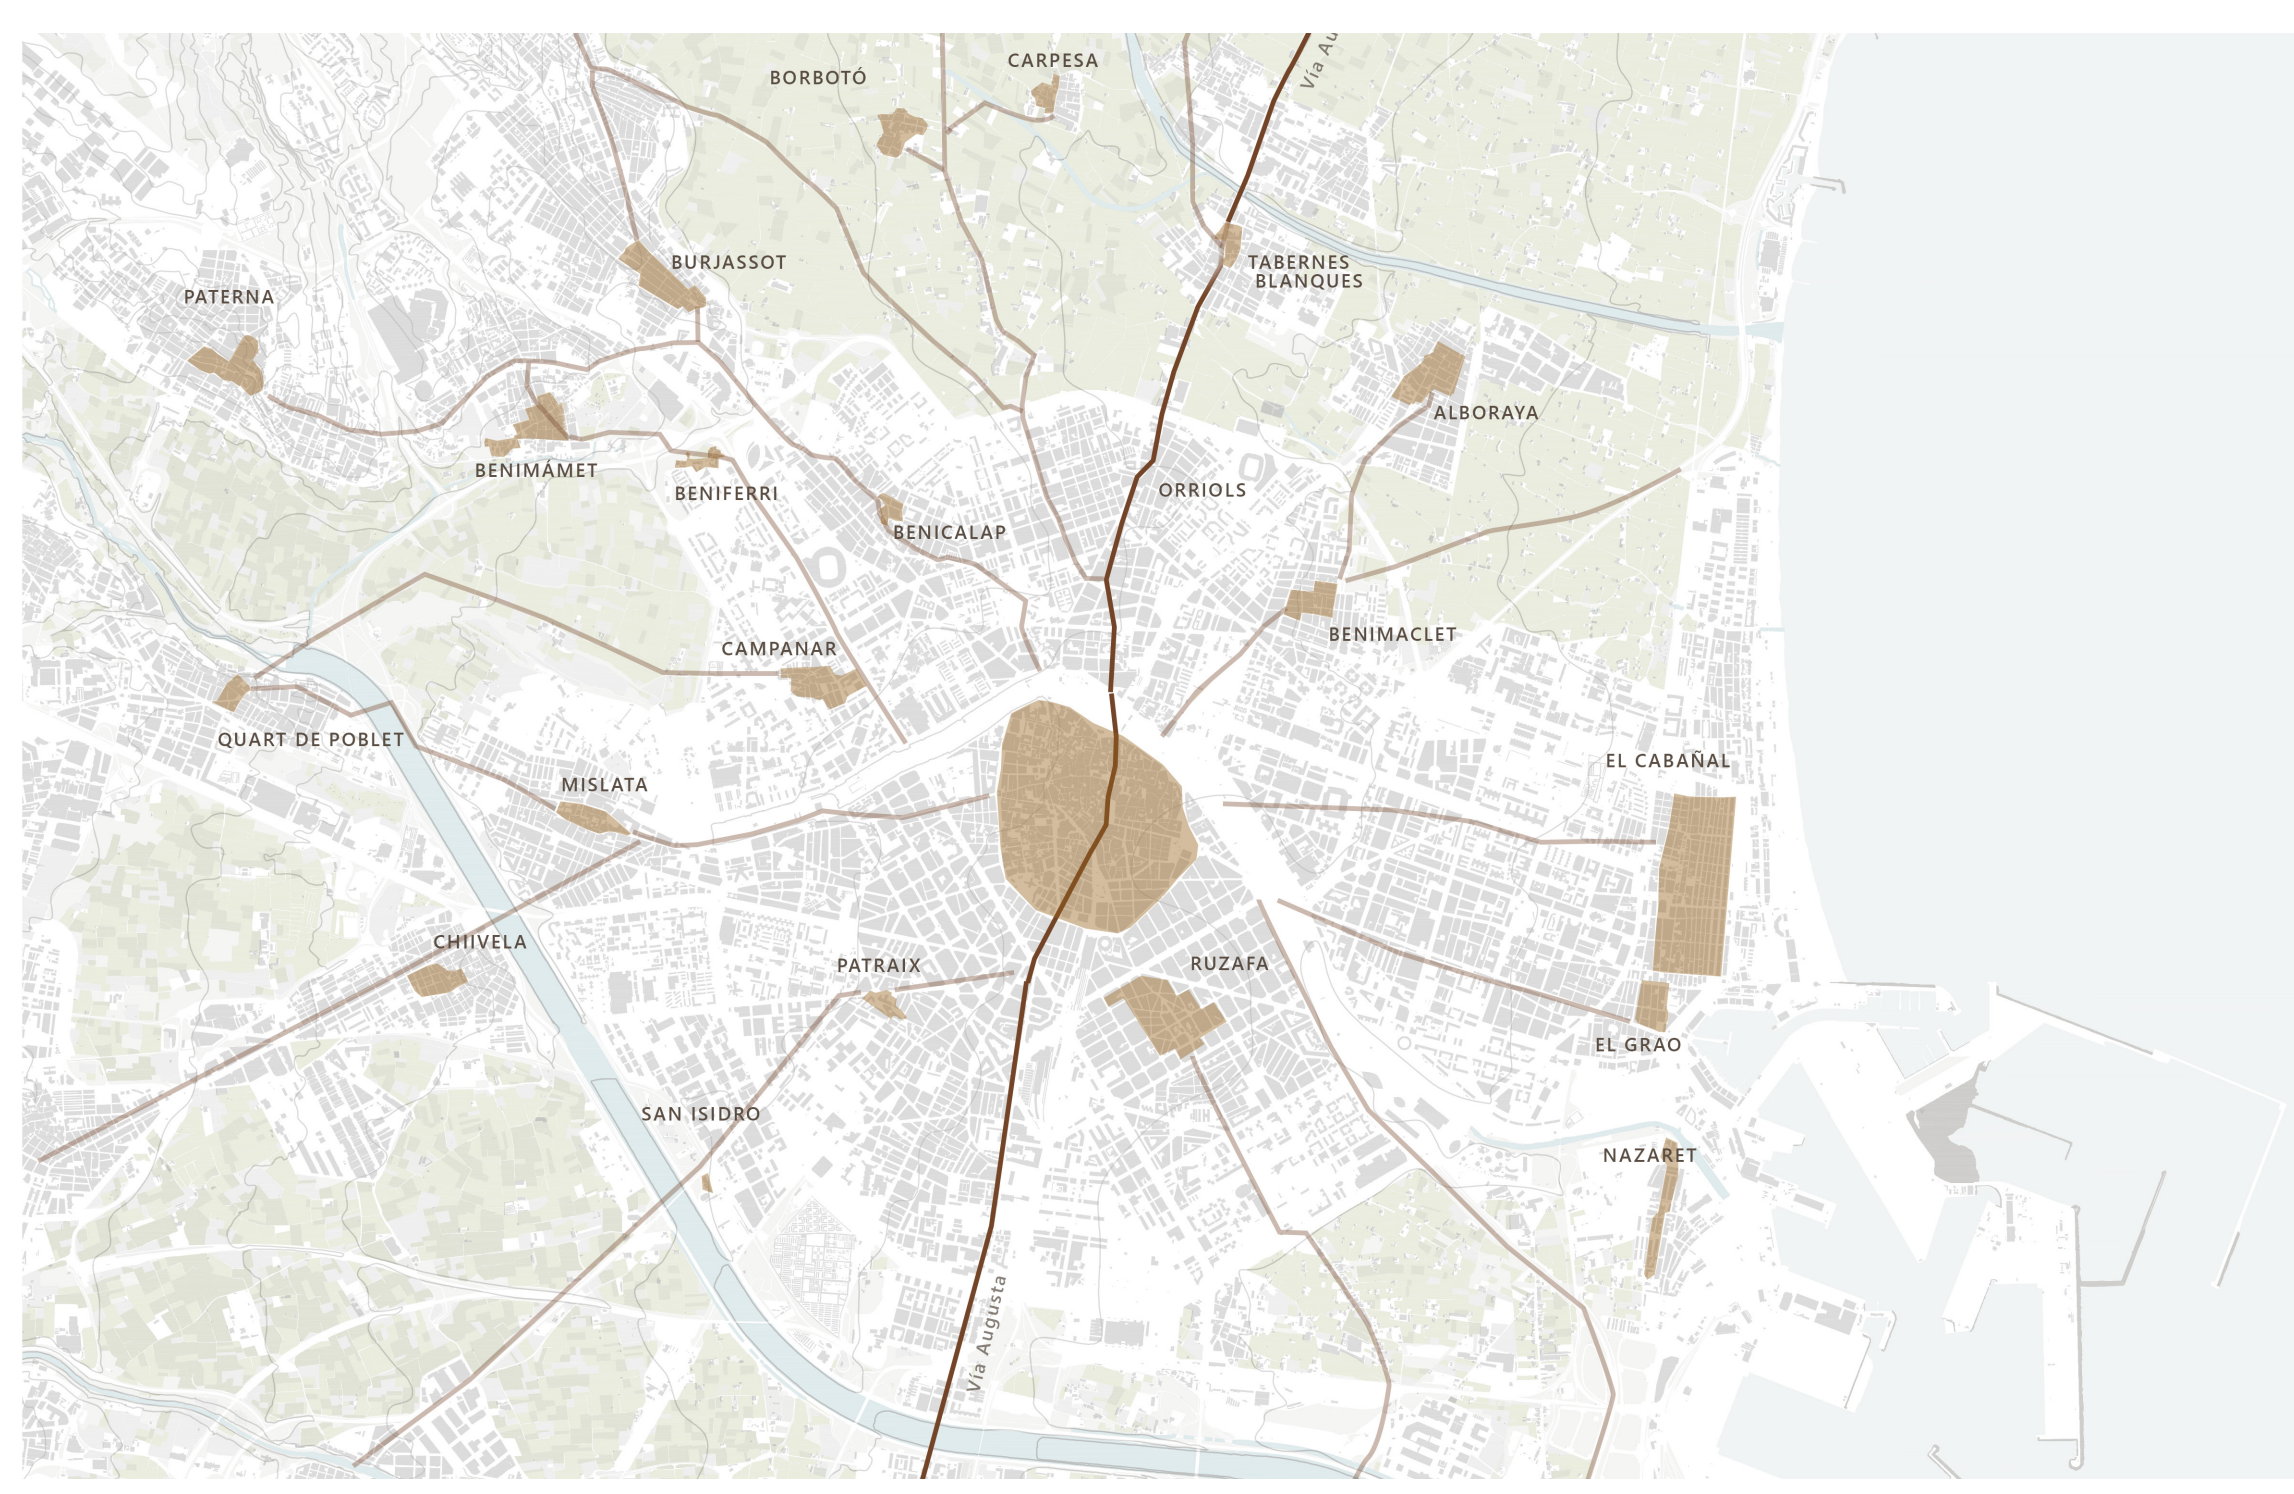 CARPESA
BORBOTÓ
Vía Au
BURJASSOT
TABERNES
BLANQUES
PATERNA
ALBORAYA
BENIMÁMET
BENIFERRI
ORRIOLS
BENICALAP
BENIMACLET
CAMPANAR
QUART DE POBLET
EL CABAÑAL
MISLATA
CHIIVELA
PATRAIX
RUZAFA
EL GRAO
SAN ISIDRO
NAZARET
Vía Augusta